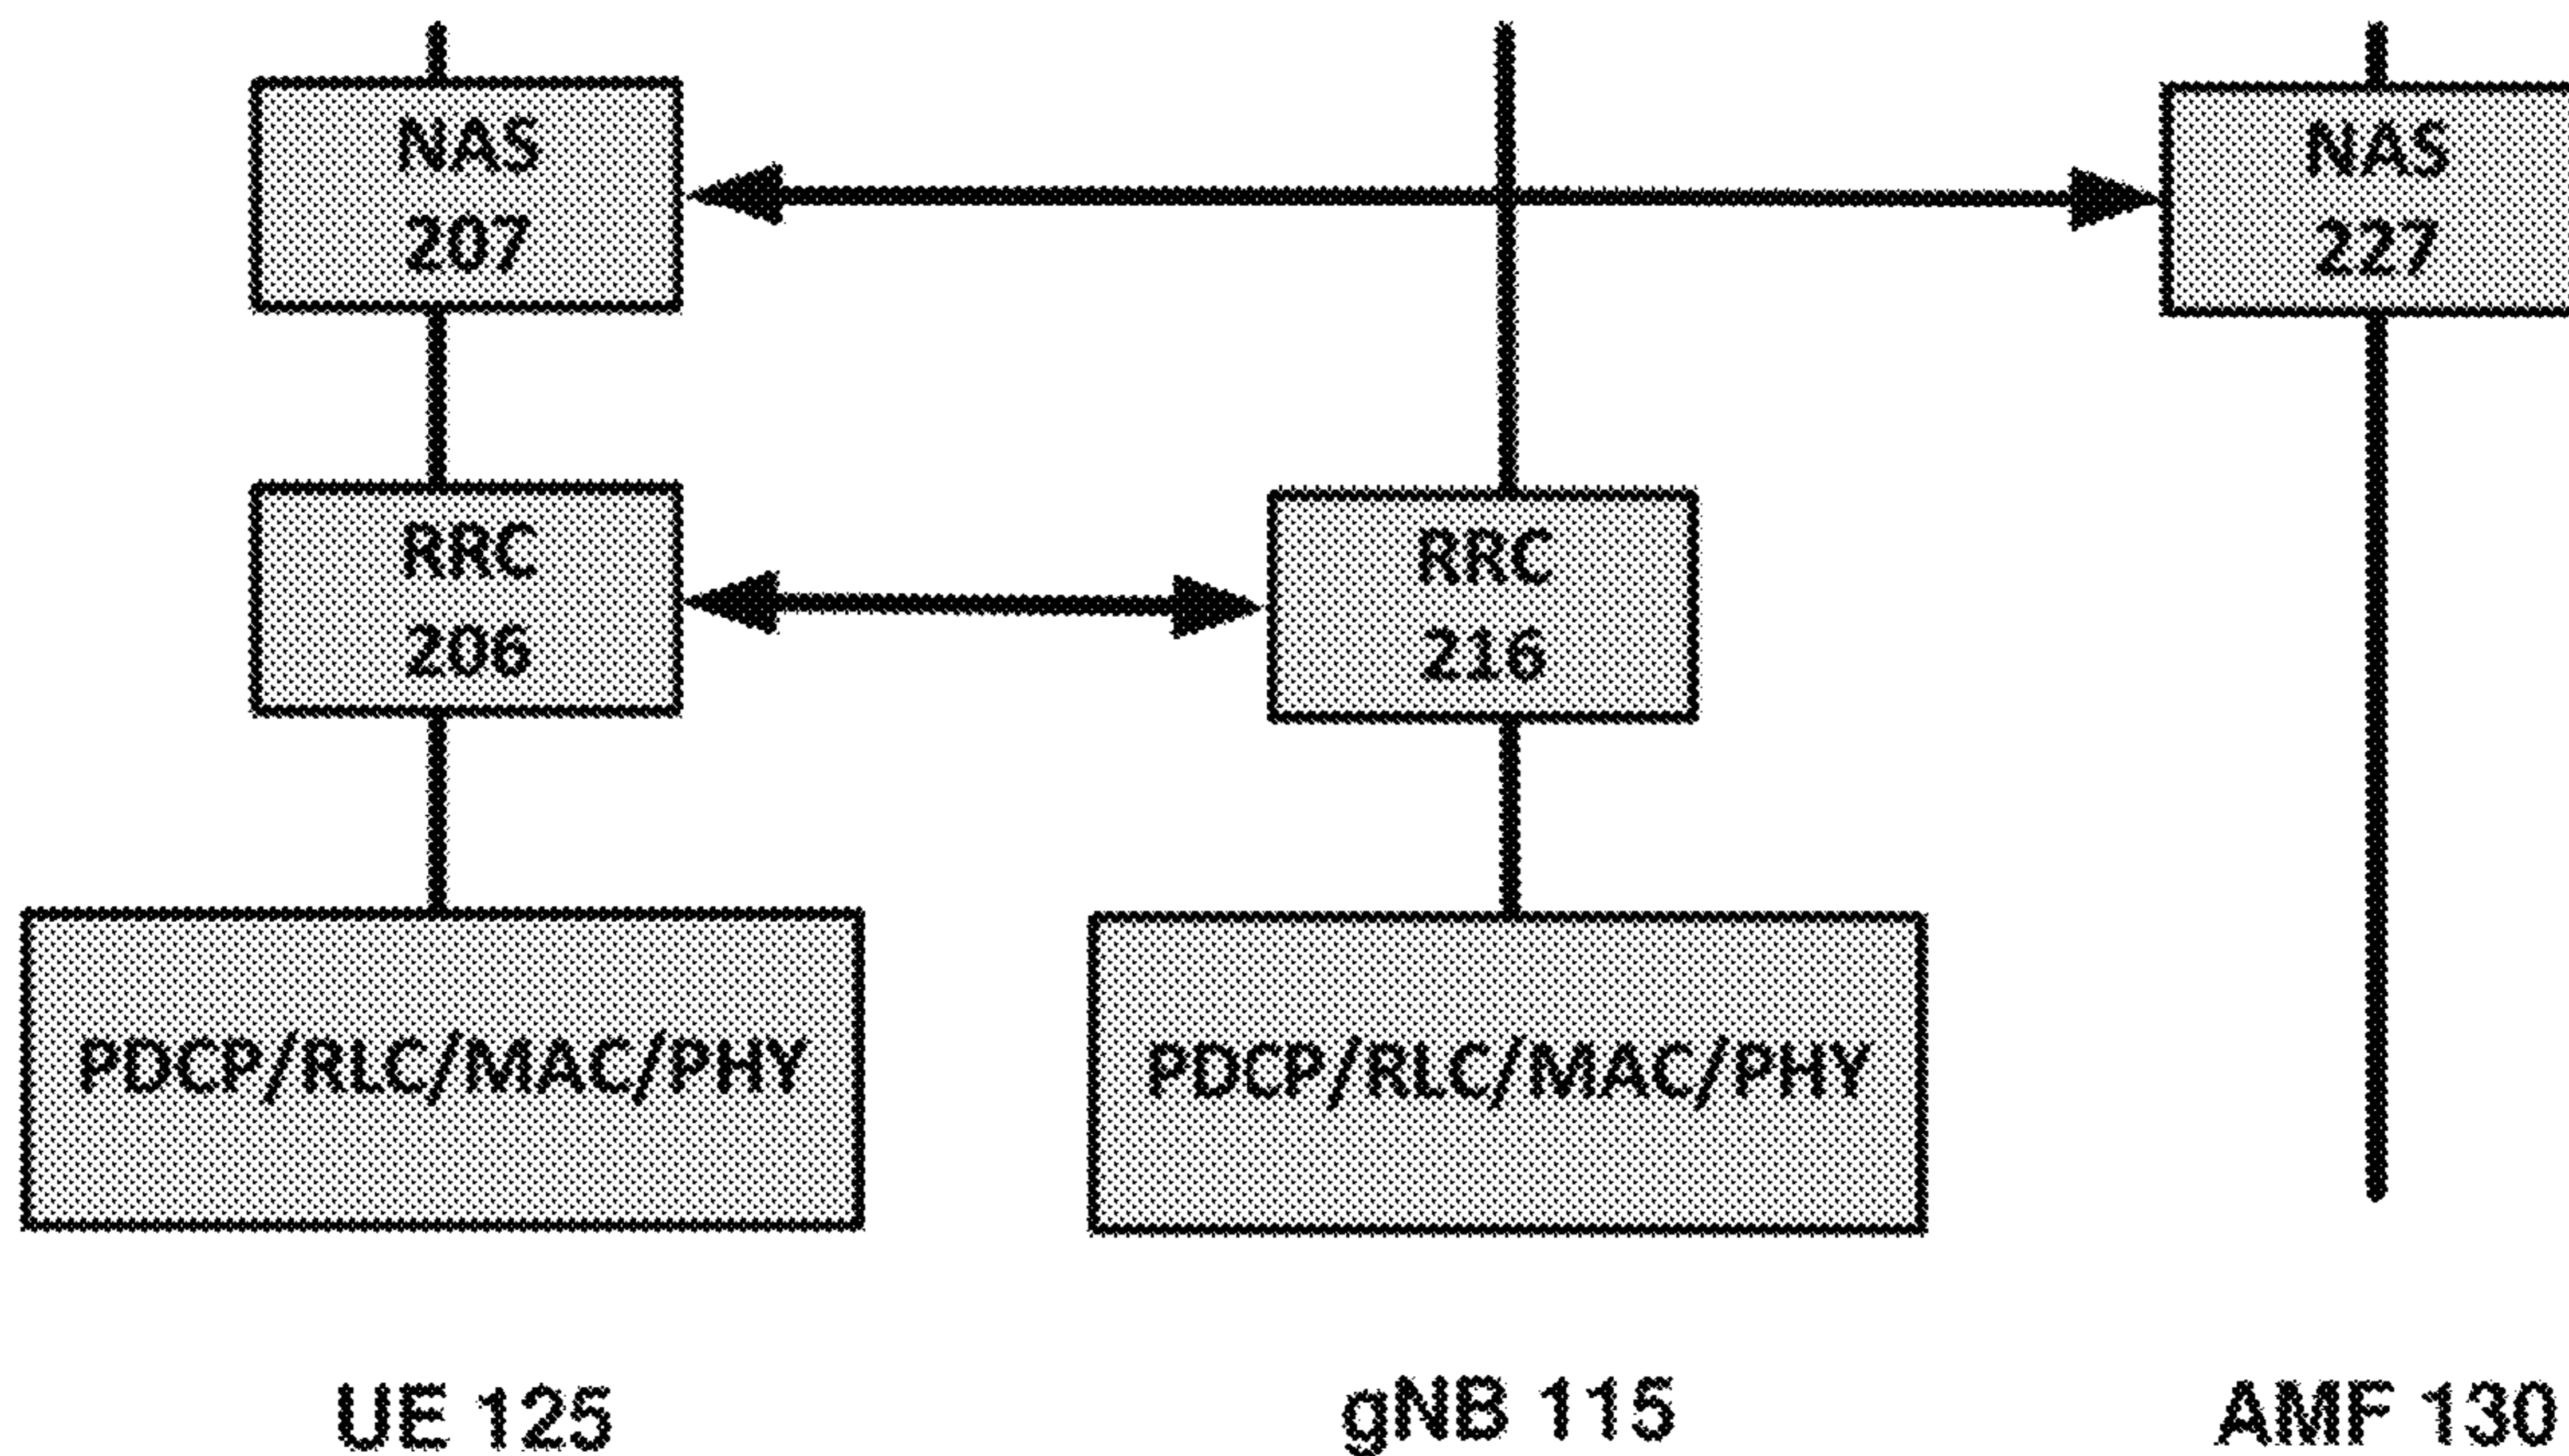 NAS
207
NAS
227
RRC
206
RRC
216
PDCP/RLC/MAC/PHY
PDCP/RLC/MAC/PHY
UE 125
gNB 115
AMF 130